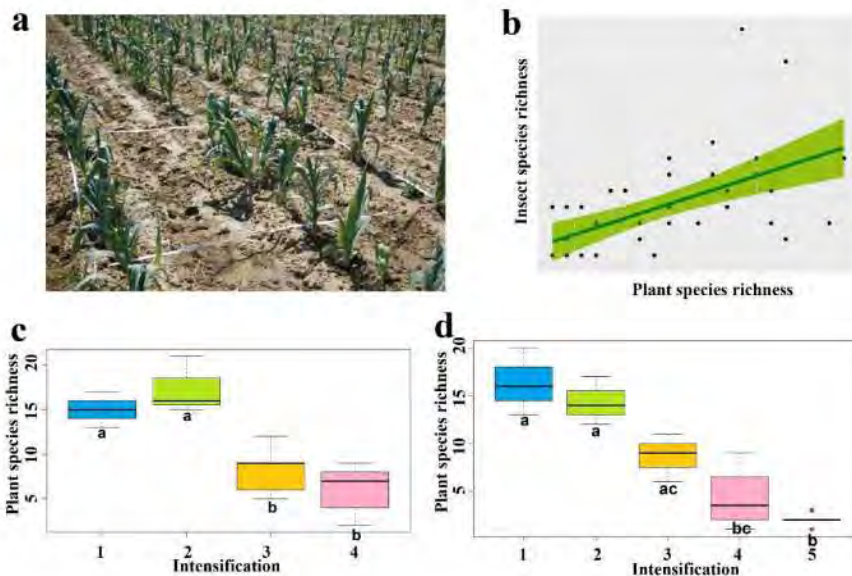 a
b
Insect species richness
Plant species richness
c
Plant species richness
20
15
10
5
a
a
b
b
1 2 3 4
Intensification
d
Plant species richness
20
15
10
5
a
a
ac
bc
b
1 2 3 4 5
Intensification